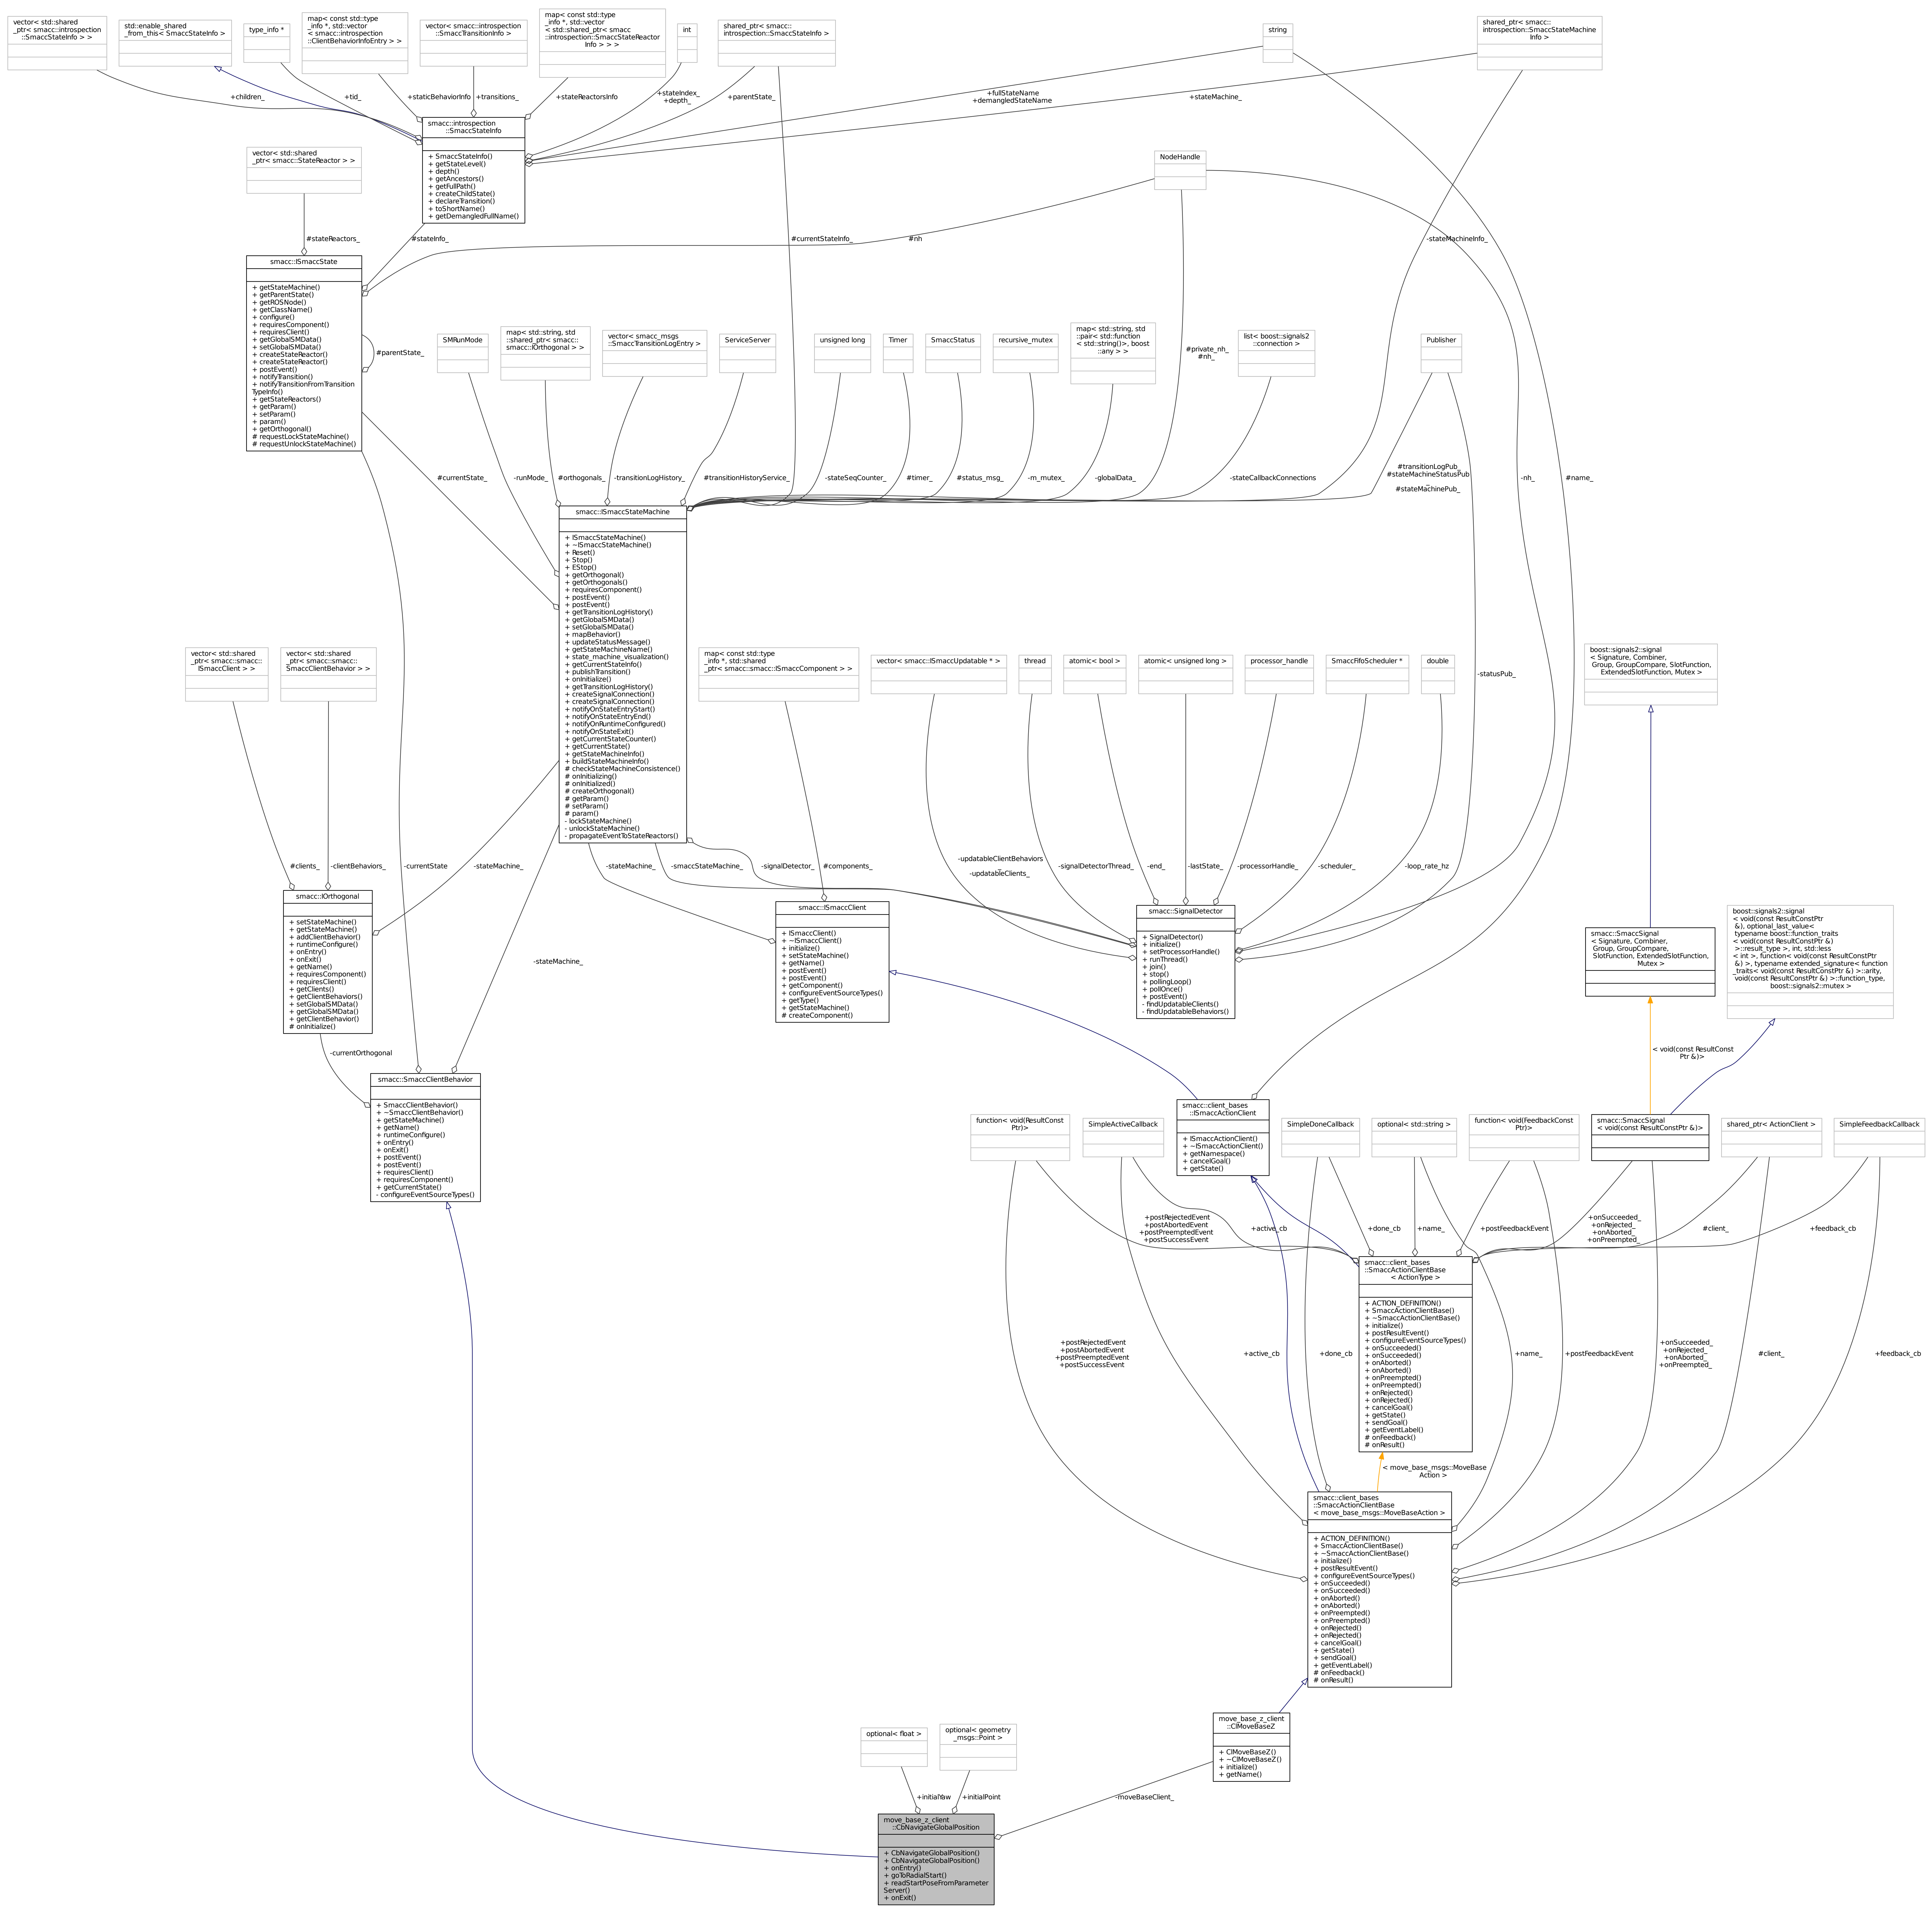 vector< std::shared
_ptr< smacc::introspection
::SmaccStateInfo > >
std::enable_shared
_from_this< SmaccStateInfo >
type_info *
map< const std::type
_info *, std::vector
< smacc::introspection
::ClientBehaviorInfoEntry > >
vector< smacc::introspection
::SmaccTransitionInfo >
map< const std::type
_info *, std::vector
< std::shared_ptr< smacc
::introspection::SmaccStateReactor
Info > > >
int
shared_ptr< smacc::
introspection::SmaccStateInfo >
string
shared_ptr< smacc::
introspection::SmaccStateMachine
Info >
+children_
+tid_
+staticBehaviorInfo
+transitions_
+stateReactorsInfo
+stateIndex_
+depth_
+parentState_
+fullStateName
+demangledStateName
+stateMachine_
smacc::introspection
::SmaccStateInfo
+ SmaccStateInfo()
+ getStateLevel()
+ depth()
+ getAncestors()
+ getFullPath()
+ createChildState()
+ declareTransition()
+ toShortName()
+ getDemangledFullName()
vector< std::shared
_ptr< smacc::StateReactor > >
NodeHandle
#stateReactors_
#stateInfo_
#currentStateInfo_
#nh
-stateMachineInfo_
smacc::ISmaccState
+ getStateMachine()
+ getParentState()
+ getROSNode()
+ getClassName()
+ configure()
+ requiresComponent()
+ requiresClient()
+ getGlobalSMData()
+ setGlobalSMData()
+ createStateReactor()
+ createStateReactor()
+ postEvent()
+ notifyTransition()
+ notifyTransitionFromTransition
TypeInfo()
+ getStateReactors()
+ getParam()
+ setParam()
+ param()
+ getOrthogonal()
# requestLockStateMachine()
# requestUnlockStateMachine()
#parentState_
SMRunMode
map< std::string, std
::shared_ptr< smacc::
smacc::IOrthogonal > >
vector< smacc_msgs
::SmaccTransitionLogEntry >
ServiceServer
unsigned long
Timer
SmaccStatus
recursive_mutex
map< std::string, std
::pair< std::function
< std::string()>, boost
::any > >
#private_nh_
#nh_
list< boost::signals2
::connection >
Publisher
#currentState_
-runMode_
#orthogonals_
-transitionLogHistory_
#transitionHistoryService_
-stateSeqCounter_
#timer_
#status_msg_
-m_mutex_
-globalData_
-stateCallbackConnections
#transitionLogPub_
#stateMachineStatusPub
_
#stateMachinePub_
-nh_
#name_
smacc::ISmaccStateMachine
+ ISmaccStateMachine()
+ ~ISmaccStateMachine()
+ Reset()
+ Stop()
+ EStop()
+ getOrthogonal()
+ getOrthogonals()
+ requiresComponent()
+ postEvent()
+ postEvent()
+ getTransitionLogHistory()
+ getGlobalSMData()
+ setGlobalSMData()
+ mapBehavior()
+ updateStatusMessage()
+ getStateMachineName()
+ state_machine_visualization()
+ getCurrentStateInfo()
+ publishTransition()
+ onInitialize()
+ getTransitionLogHistory()
+ createSignalConnection()
+ createSignalConnection()
+ notifyOnStateEntryStart()
+ notifyOnStateEntryEnd()
+ notifyOnRuntimeConfigured()
+ notifyOnStateExit()
+ getCurrentStateCounter()
+ getCurrentState()
+ getStateMachineInfo()
+ buildStateMachineInfo()
# checkStateMachineConsistence()
# onInitializing()
# onInitialized()
# createOrthogonal()
# getParam()
# setParam()
# param()
- lockStateMachine()
- unlockStateMachine()
- propagateEventToStateReactors()
vector< std::shared
_ptr< smacc::smacc::
ISmaccClient > >
vector< std::shared
_ptr< smacc::smacc::
SmaccClientBehavior > >
map< const std::type
_info *, std::shared
_ptr< smacc::smacc::ISmaccComponent > >
vector< smacc::ISmaccUpdatable * >
thread
atomic< bool >
atomic< unsigned long >
processor_handle
SmaccFifoScheduler *
double
-statusPub_
boost::signals2::signal
< Signature, Combiner,
Group, GroupCompare, SlotFunction,
ExtendedSlotFunction, Mutex >
#clients_
-clientBehaviors_
-currentState
-stateMachine_
-stateMachine_
-smaccStateMachine_
-signalDetector_
#components_
-updatableClientBehaviors
_
-updatableClients_
-signalDetectorThread_
-end_
-lastState_
-processorHandle_
-scheduler_
-loop_rate_hz
smacc::IOrthogonal
+ setStateMachine()
+ getStateMachine()
+ addClientBehavior()
+ runtimeConfigure()
+ onEntry()
+ onExit()
+ getName()
+ requiresComponent()
+ requiresClient()
+ getClients()
+ getClientBehaviors()
+ setGlobalSMData()
+ getGlobalSMData()
+ getClientBehavior()
# onInitialize()
-stateMachine_
smacc::ISmaccClient
+ ISmaccClient()
+ ~ISmaccClient()
+ initialize()
+ setStateMachine()
+ getName()
+ postEvent()
+ postEvent()
+ getComponent()
+ configureEventSourceTypes()
+ getType()
+ getStateMachine()
# createComponent()
smacc::SignalDetector
+ SignalDetector()
+ initialize()
+ setProcessorHandle()
+ runThread()
+ join()
+ stop()
+ pollingLoop()
+ pollOnce()
+ postEvent()
- findUpdatableClients()
- findUpdatableBehaviors()
smacc::SmaccSignal
< Signature, Combiner,
Group, GroupCompare,
SlotFunction, ExtendedSlotFunction,
Mutex >
boost::signals2::signal
< void(const ResultConstPtr
&), optional_last_value<
typename boost::function_traits
< void(const ResultConstPtr &)
>::result_type >, int, std::less
< int >, function< void(const ResultConstPtr
&) >, typename extended_signature< function
_traits< void(const ResultConstPtr &) >::arity,
void(const ResultConstPtr &) >::function_type,
boost::signals2::mutex >
-currentOrthogonal
< void(const ResultConst
Ptr &)>
smacc::SmaccClientBehavior
+ SmaccClientBehavior()
+ ~SmaccClientBehavior()
+ getStateMachine()
+ getName()
+ runtimeConfigure()
+ onEntry()
+ onExit()
+ postEvent()
+ postEvent()
+ requiresClient()
+ requiresComponent()
+ getCurrentState()
- configureEventSourceTypes()
function< void(ResultConst
Ptr)>
SimpleActiveCallback
smacc::client_bases
::ISmaccActionClient
+ ISmaccActionClient()
+ ~ISmaccActionClient()
+ getNamespace()
+ cancelGoal()
+ getState()
SimpleDoneCallback
optional< std::string >
function< void(FeedbackConst
Ptr)>
smacc::SmaccSignal
< void(const ResultConstPtr &)>
shared_ptr< ActionClient >
SimpleFeedbackCallback
+postRejectedEvent
+postAbortedEvent
+postPreemptedEvent
+postSuccessEvent
+active_cb
+done_cb
+name_
+postFeedbackEvent
+onSucceeded_
+onRejected_
+onAborted_
+onPreempted_
#client_
+feedback_cb
smacc::client_bases
::SmaccActionClientBase
< ActionType >
+ ACTION_DEFINITION()
+ SmaccActionClientBase()
+ ~SmaccActionClientBase()
+ initialize()
+ postResultEvent()
+ configureEventSourceTypes()
+ onSucceeded()
+ onSucceeded()
+ onAborted()
+ onAborted()
+ onPreempted()
+ onPreempted()
+ onRejected()
+ onRejected()
+ cancelGoal()
+ getState()
+ sendGoal()
+ getEventLabel()
# onFeedback()
# onResult()
+postRejectedEvent
+postAbortedEvent
+postPreemptedEvent
+postSuccessEvent
+active_cb
+done_cb
+name_
+postFeedbackEvent
+onSucceeded_
+onRejected_
+onAborted_
+onPreempted_
#client_
+feedback_cb
< move_base_msgs::MoveBase
Action >
smacc::client_bases
::SmaccActionClientBase
< move_base_msgs::MoveBaseAction >
+ ACTION_DEFINITION()
+ SmaccActionClientBase()
+ ~SmaccActionClientBase()
+ initialize()
+ postResultEvent()
+ configureEventSourceTypes()
+ onSucceeded()
+ onSucceeded()
+ onAborted()
+ onAborted()
+ onPreempted()
+ onPreempted()
+ onRejected()
+ onRejected()
+ cancelGoal()
+ getState()
+ sendGoal()
+ getEventLabel()
# onFeedback()
# onResult()
optional< float >
optional< geometry
_msgs::Point >
move_base_z_client
::ClMoveBaseZ
+ ClMoveBaseZ()
+ ~ClMoveBaseZ()
+ initialize()
+ getName()
+initialYaw
+initialPoint
-moveBaseClient_
move_base_z_client
::CbNavigateGlobalPosition
+ CbNavigateGlobalPosition()
+ CbNavigateGlobalPosition()
+ onEntry()
+ goToRadialStart()
+ readStartPoseFromParameter
Server()
+ onExit()